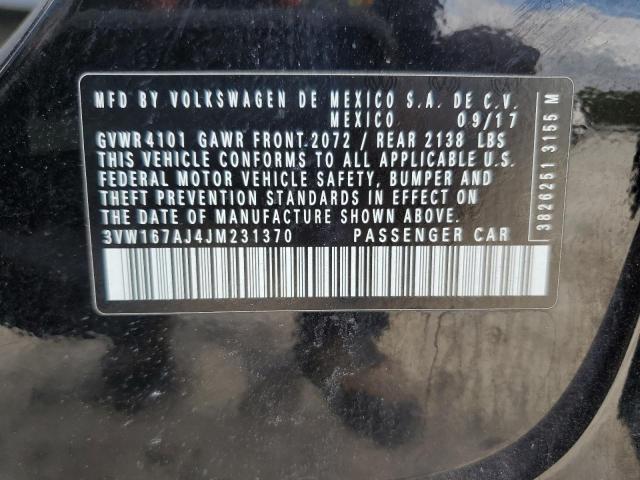 MFD BY VOLKSWAGEN DE MEXICO S.A. DE C.V.
MEXICO 09/17
GVWR 4101 GAWR FRONT 2072 / REAR 2138 LBS
THIS VEHICLE CONFORMS TO ALL APPLICABLE U.S.
FEDERAL MOTOR VEHICLE SAFETY, BUMPER AND
THEFT PREVENTION STANDARDS IN EFFECT ON
THE DATE OF MANUFACTURE SHOWN ABOVE.
3VW167AJ4JM231370 PASSENGER CAR
3826251 3155 M